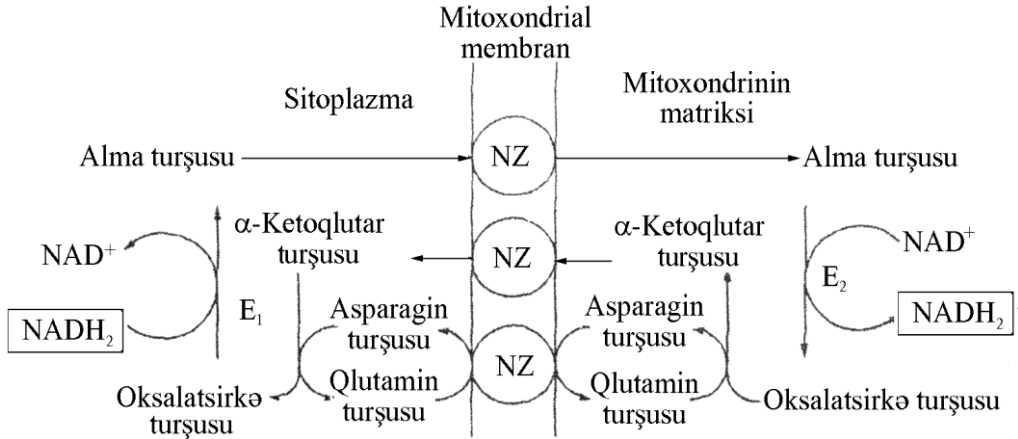 Mitoxondrial
membran
Sitoplazma
Mitoxondrinin
matriksi
Alma turşusu
NZ
Alma turşusu
α-Ketoqlutar
turşusu
NZ
α-Ketoqlutar
turşusu
NAD⁺
NADH₂
E₁
NAD⁺
E₂
NADH₂
Asparagin
turşusu
Qlutamin
turşusu
NZ
Asparagin
turşusu
Qlutamin
turşusu
Oksalatsirkə
turşusu
Oksalatsirkə turşusu